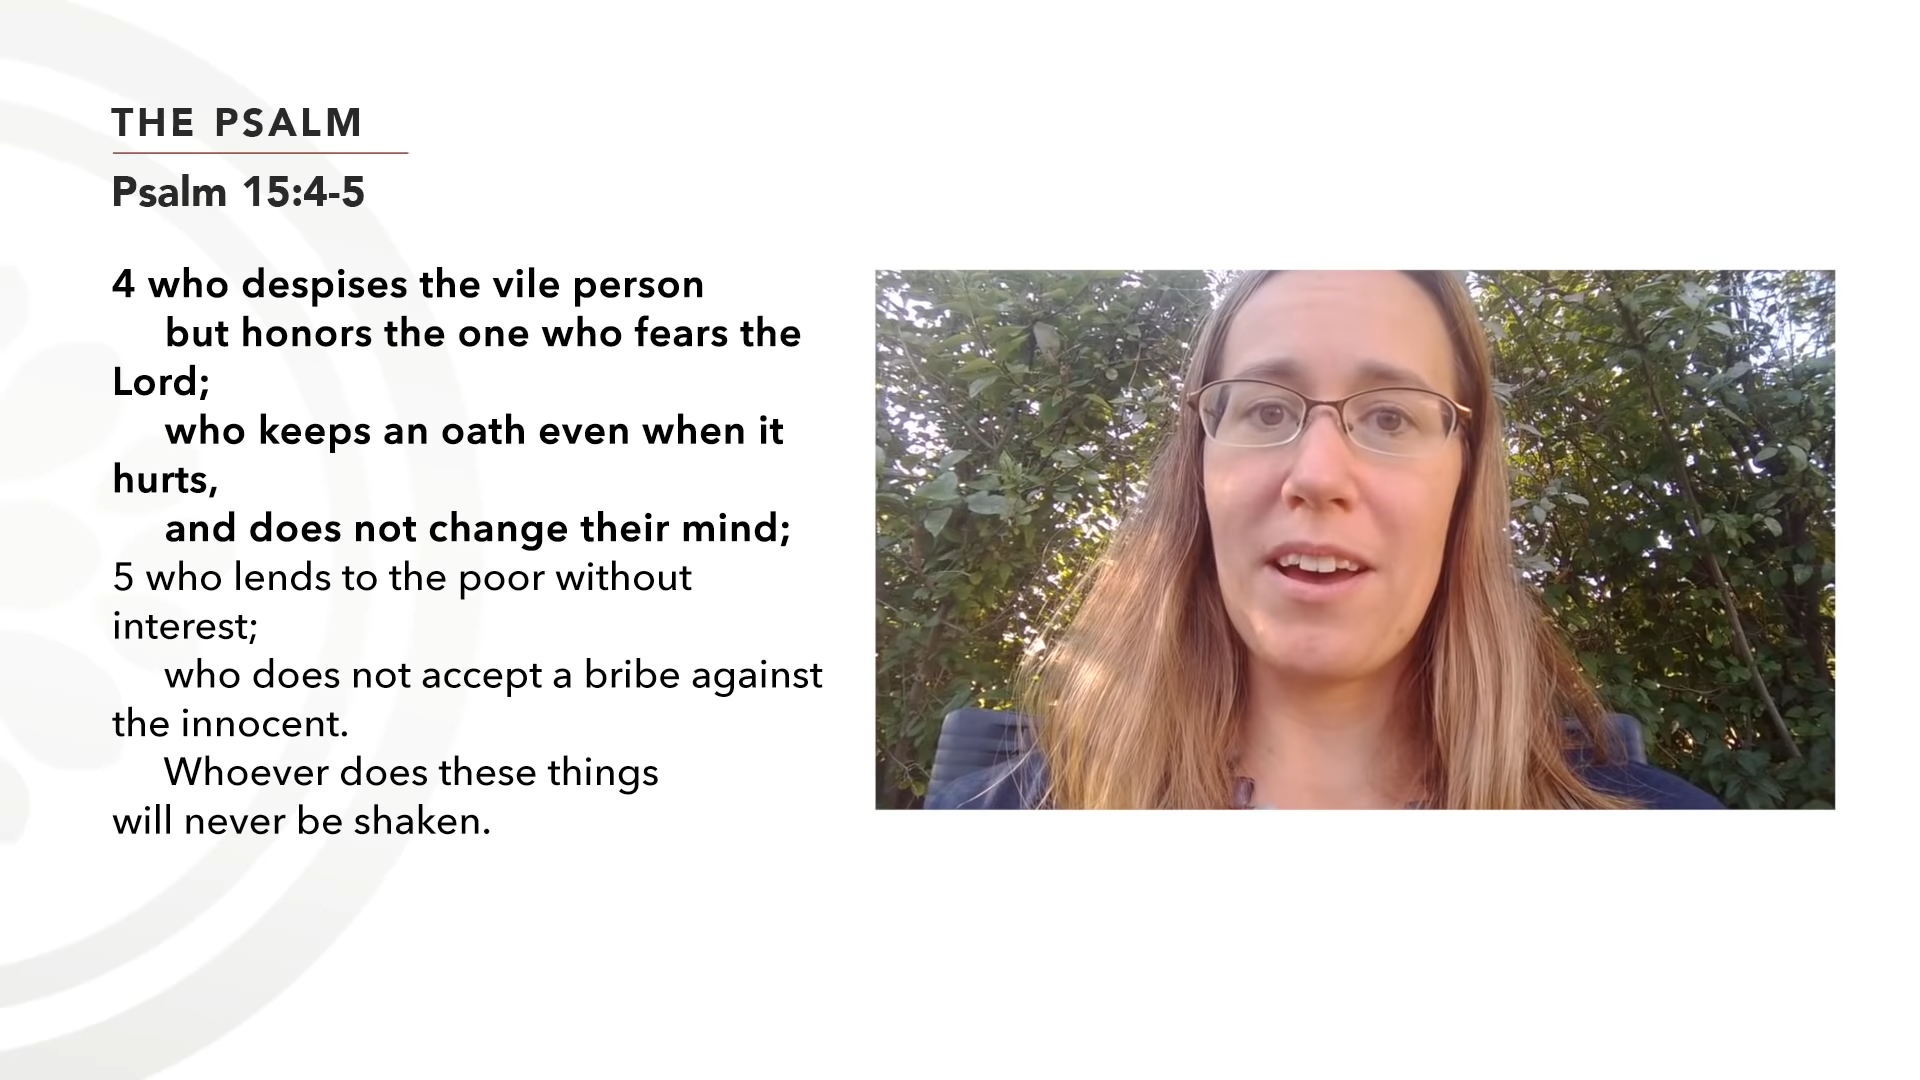 THE PSALM
Psalm 15:4-5
4 who despises the vile person
but honors the one who fears the
Lord;
who keeps an oath even when it
hurts,
and does not change their mind;
5 who lends to the poor without
interest;
who does not accept a bribe against
the innocent.
Whoever does these things
will never be shaken.